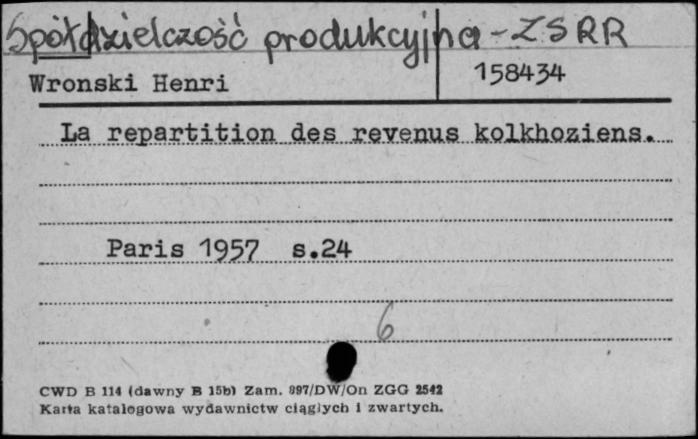 Spółdzielczość produkcyjna - ZSRR
Wronski Henri 158434
La repartition des revenus kolkhoziens.
Paris 1957 s.24
6
CWD B 114 (dawny B 15b) Zam. 897/DW/On ZGG 2542
Karta katalogowa wydawnictw ciągłych i zwartych.